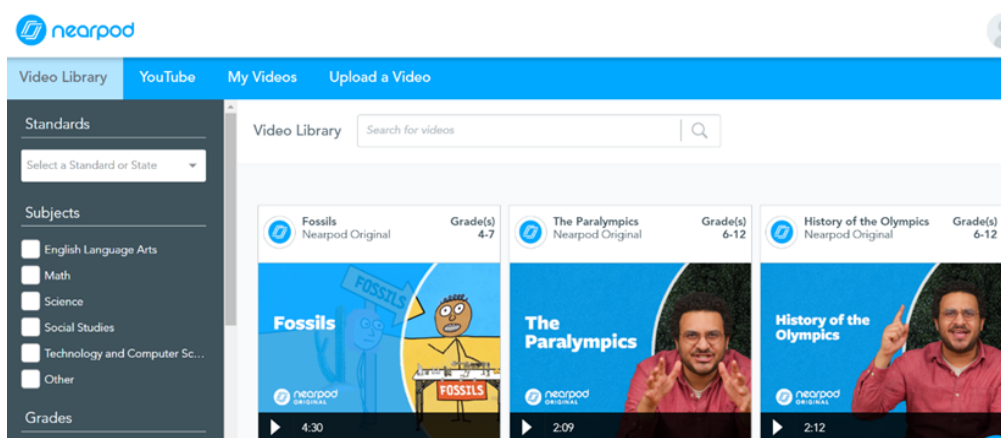 nearpod
Video Library
YouTube
My Videos
Upload a Video
Standards
Select a Standard or State
Subjects
English Language Arts
Math
Science
Social Studies
Technology and Computer Sc...
Other
Grades
Video Library
Search for videos
Fossils
Nearpod Original
Grade(s)
4-7
FOSSILS
Fossils
FOSSILS
nearpod
ORIGINAL
4:30
The Paralympics
Nearpod Original
Grade(s)
6-12
The
Paralympics
nearpod
ORIGINAL
2:09
History of the Olympics
Nearpod Original
Grade(s)
6-12
History of the
Olympics
nearpod
ORIGINAL
2:12